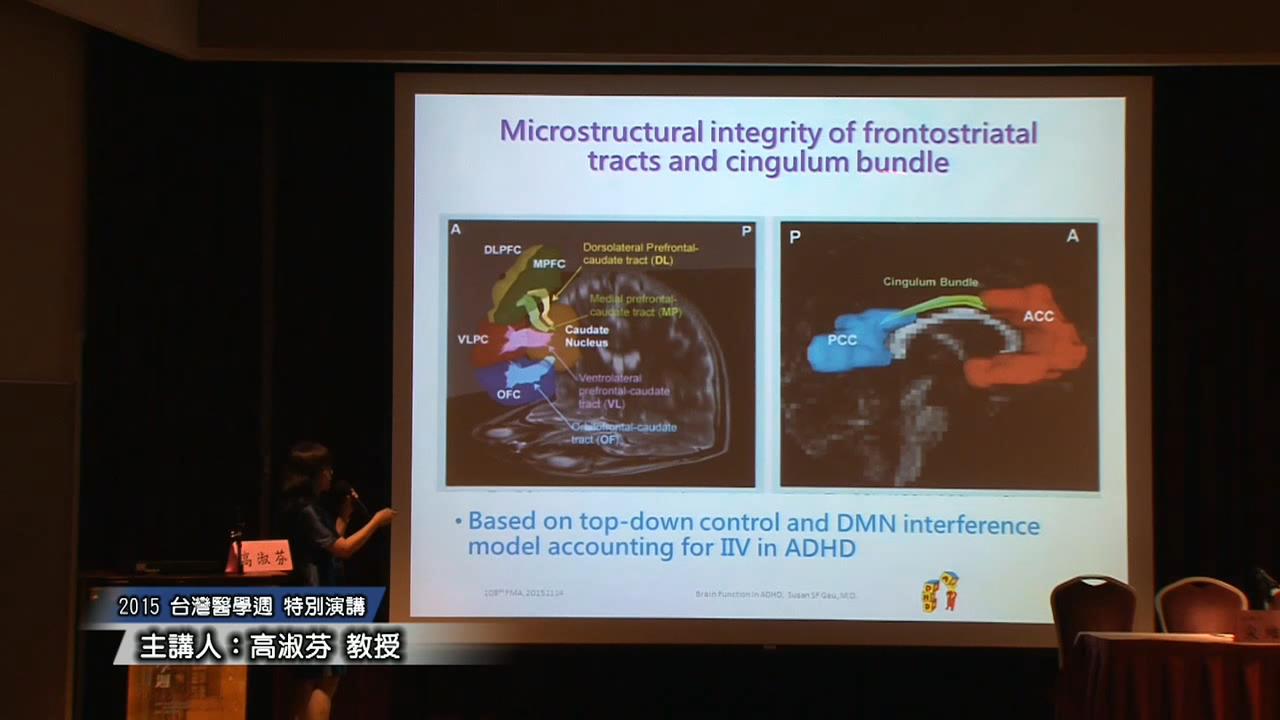 Microstructural integrity of frontostriatal
tracts and cingulum bundle
A
P
DLPFC
MPFC
Dorsolateral Prefrontal-
caudate tract (DL)
Medial prefrontal-
caudate tract (MP)
VLPC
Caudate
Nucleus
Ventrolateral
prefrontal-caudate
tract (VL)
OFC
Orbitofrontal-caudate
tract (OF)
P
A
Cingulum Bundle
ACC
PCC
• Based on top-down control and DMN interference
model accounting for IIV in ADHD
108th FMA, 20151114
Brain Function in ADHD, Susan SF Gau, M.D.
高淑芬
2015 台灣醫學週 特別演講
主講人：高淑芬 教授